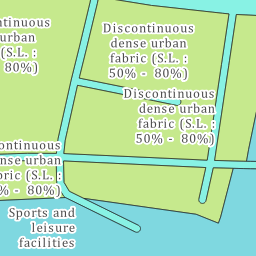 ntinuous
urban
(S.L. :
80%)
Discontinuous
dense urban
fabric (S.L. :
50% - 80%)
Discontinuous
dense urban
fabric (S.L. :
50% - 80%)
ontinuous
nse urban
ric (S.L. :
% - 80%)
Sports and
leisure
facilities